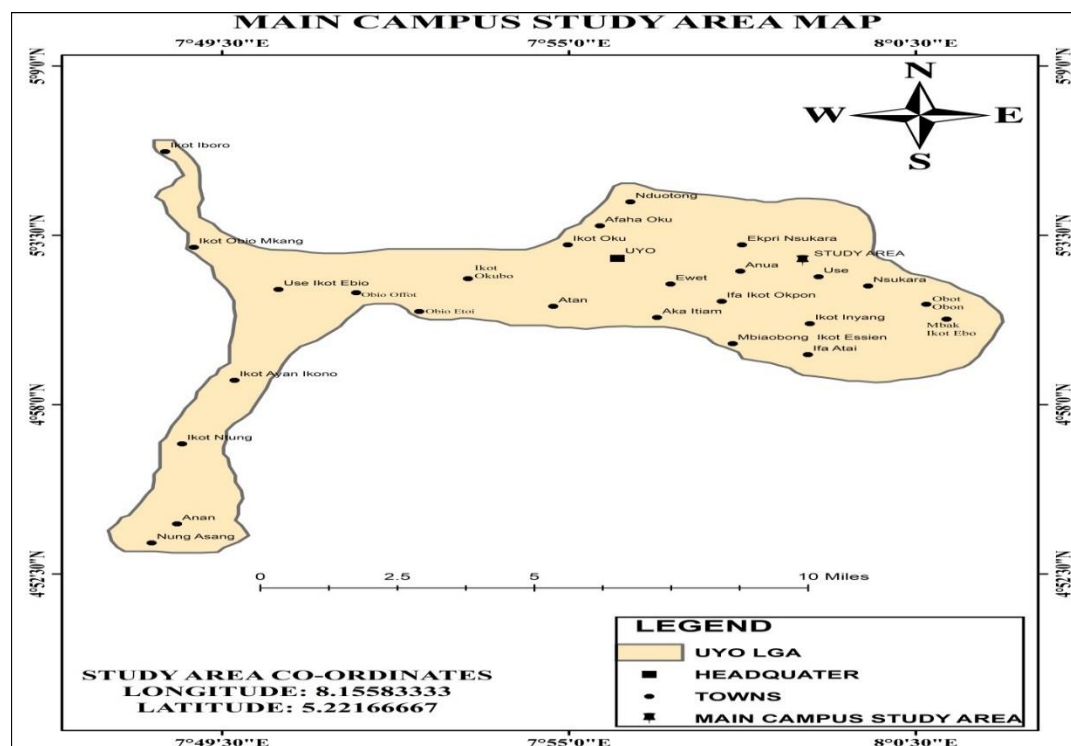 MAIN CAMPUS STUDY AREA MAP
7°49'30"E 7°55'0"E 8°0'30"E
5°9'0"N 5°9'0"N
N
W E
S
Ikot Iboro
Nduotong
Afaha Oku
5°3'30"N 5°3'30"N
Ikot Obio Mkang
Ikot Oku
Ekpri Nsukara
UYO
STUDY AREA
Ikot
Okubo
Anua
Use
Ewet
Nsukara
Use Ikot Ebio
Obio Offot
Ifa Ikot Okpon
Obot
Obon
Atan
Obio Etoi
Aka Itiam
Ikot Inyang
Mbak
Ikot Ebo
Mbiaobong
Ikot Essien
Ifa Atai
Ikot Ayan Ikono
4°58'0"N 4°58'0"N
Ikot Ntung
Anan
Nung Asang
4°52'30"N 4°52'30"N
0 2.5 5 10 Miles
LEGEND
UYO LGA
HEADQUATER
TOWNS
MAIN CAMPUS STUDY AREA
STUDY AREA CO-ORDINATES
LONGITUDE: 8.15583333
LATITUDE: 5.22166667
7°49'30"E 7°55'0"E 8°0'30"E